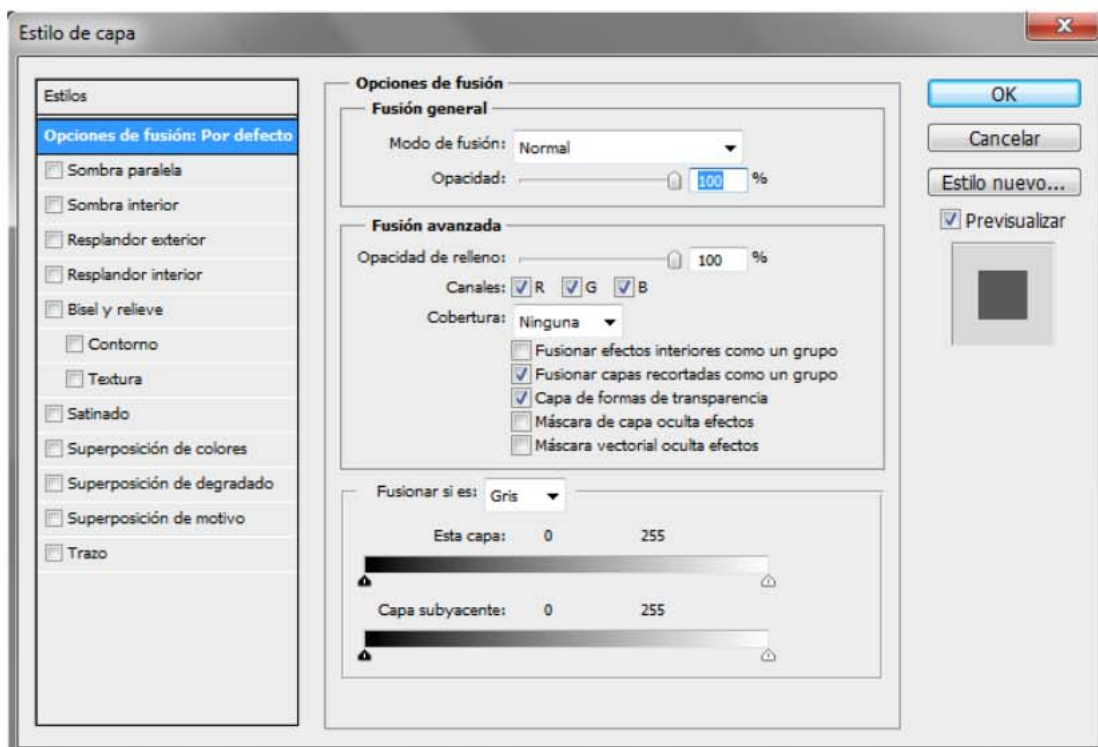 Estilo de capa
Estilos
Opciones de fusión: Por defecto
Sombra paralela
Sombra interior
Resplandor exterior
Resplandor interior
Bisel y relieve
Contorno
Textura
Satinado
Superposición de colores
Superposición de degradado
Superposición de motivo
Trazo
Opciones de fusión
Fusión general
Modo de fusión: Normal
Opacidad: 100 %
Fusión avanzada
Opacidad de relleno: 100 %
Canales: R G B
Cobertura: Ninguna
Fusionar efectos interiores como un grupo
Fusionar capas recortadas como un grupo
Capa de formas de transparencia
Máscara de capa oculta efectos
Máscara vectorial oculta efectos
Fusionar si es: Gris
Esta capa: 0 255
Capa subyacente: 0 255
OK
Cancelar
Estilo nuevo...
Previsualizar